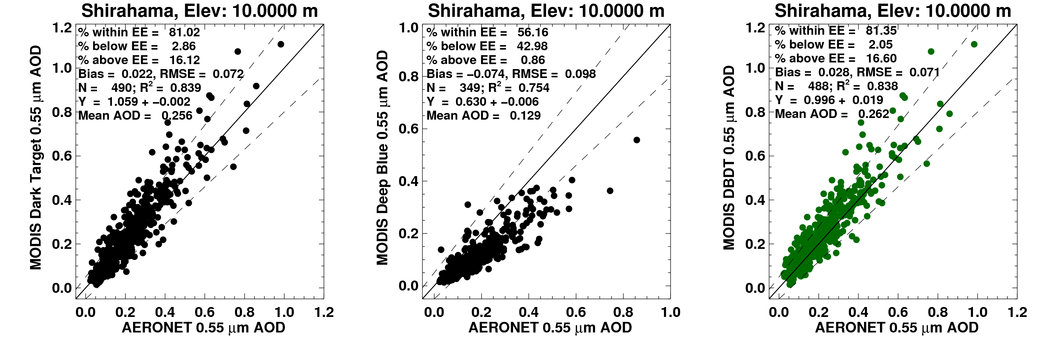 Shirahama, Elev: 10.0000 m
% within EE = 81.02
% below EE = 2.86
% above EE = 16.12
Bias = 0.022, RMSE = 0.072
N = 490; R² = 0.839
Y = 1.059 + −0.002
Mean AOD = 0.256
MODIS Dark Target 0.55 µm AOD
1.2
1.0
0.8
0.6
0.4
0.2
0.0
0.0 0.2 0.4 0.6 0.8 1.0 1.2
AERONET 0.55 µm AOD
Shirahama, Elev: 10.0000 m
% within EE = 56.16
% below EE = 42.98
% above EE = 0.86
Bias = −0.074, RMSE = 0.098
N = 349; R² = 0.754
Y = 0.630 + −0.006
Mean AOD = 0.129
MODIS Deep Blue 0.55 µm AOD
1.0
0.8
0.6
0.4
0.2
0.0
0.0 0.2 0.4 0.6 0.8 1.0
AERONET 0.55 µm AOD
Shirahama, Elev: 10.0000 m
% within EE = 81.35
% below EE = 2.05
% above EE = 16.60
Bias = 0.028, RMSE = 0.071
N = 488; R² = 0.838
Y = 0.996 + 0.019
Mean AOD = 0.262
MODIS DBDT 0.55 µm AOD
1.2
1.0
0.8
0.6
0.4
0.2
0.0
0.0 0.2 0.4 0.6 0.8 1.0 1.2
AERONET 0.55 µm AOD